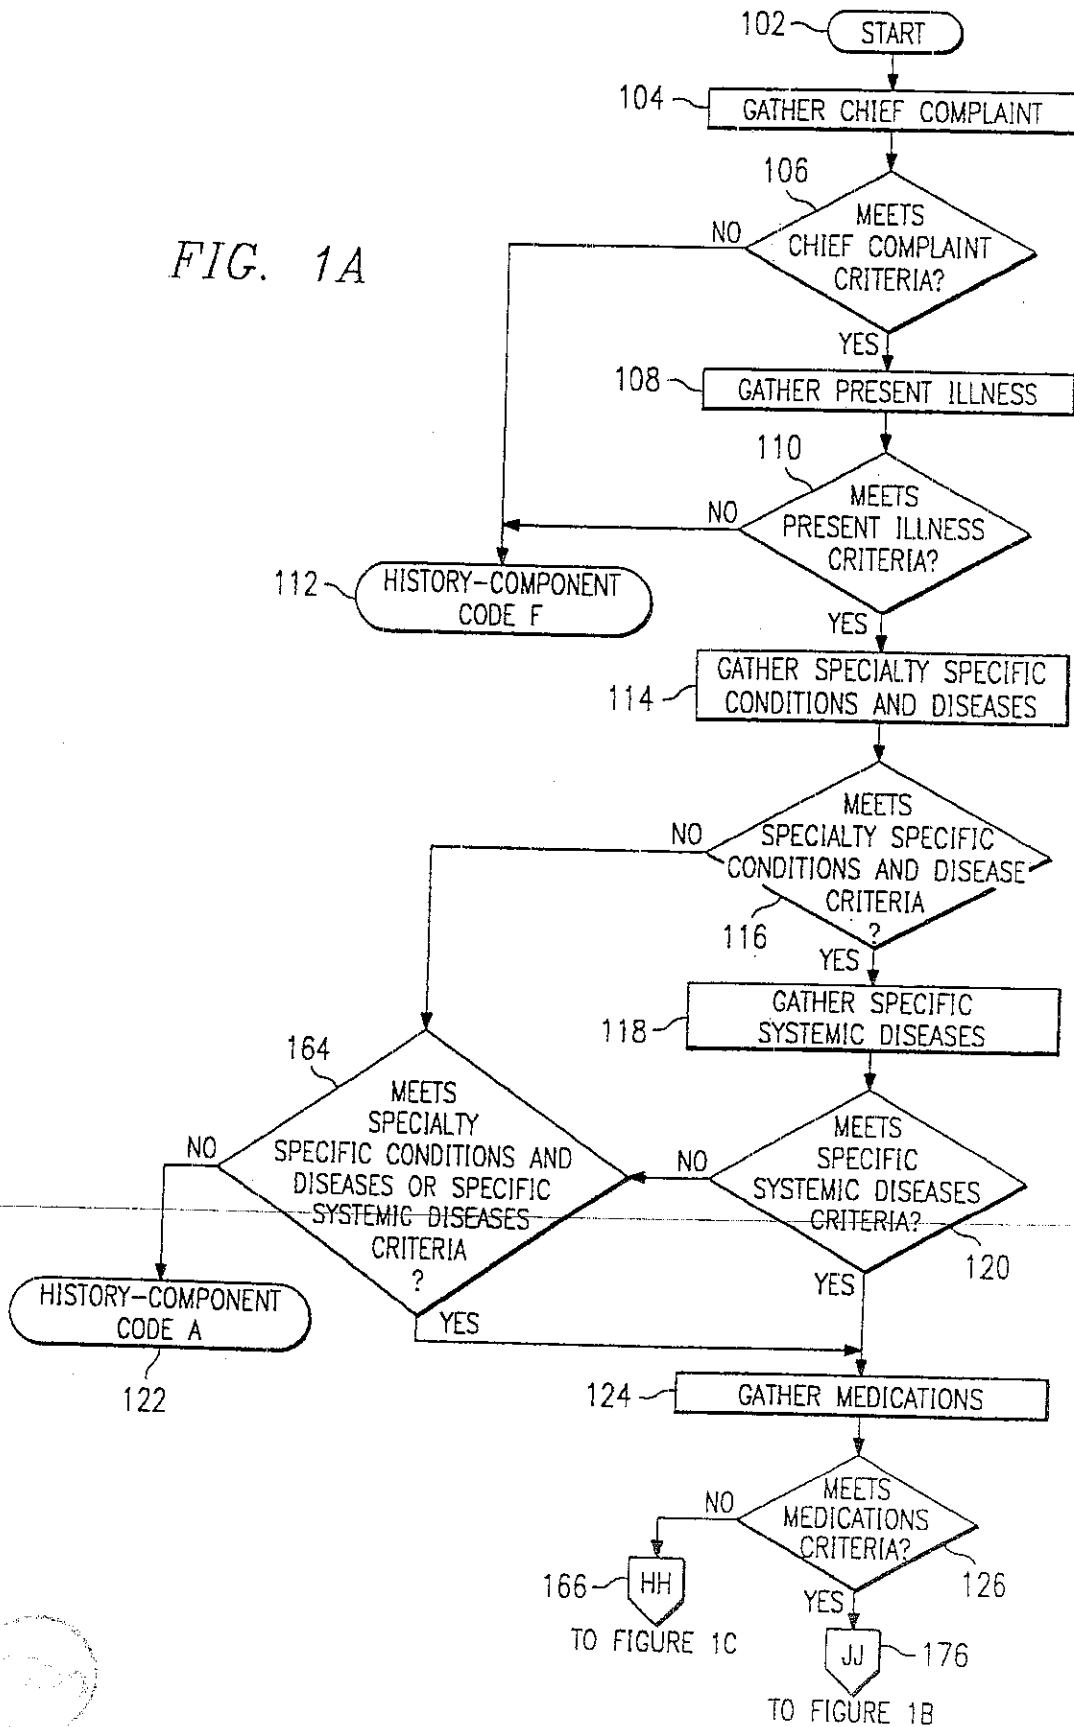 102
START
104
GATHER CHIEF COMPLAINT
106
MEETS
CHIEF COMPLAINT
CRITERIA?
NO
FIG. 1A
YES
108
GATHER PRESENT ILLNESS
110
MEETS
PRESENT ILLNESS
CRITERIA?
NO
112
HISTORY-COMPONENT
CODE F
YES
114
GATHER SPECIALTY SPECIFIC
CONDITIONS AND DISEASES
MEETS
SPECIALTY SPECIFIC
CONDITIONS AND DISEASE
CRITERIA
?
NO
116
YES
118
GATHER SPECIFIC
SYSTEMIC DISEASES
164
MEETS
SPECIALTY
SPECIFIC CONDITIONS AND
DISEASES OR SPECIFIC
SYSTEMIC DISEASES
CRITERIA
?
NO
NO
MEETS
SPECIFIC
SYSTEMIC DISEASES
CRITERIA?
120
YES
HISTORY-COMPONENT
CODE A
122
YES
124
GATHER MEDICATIONS
MEETS
MEDICATIONS
CRITERIA?
NO
126
166
HH
TO FIGURE 1C
YES
JJ
176
TO FIGURE 1B